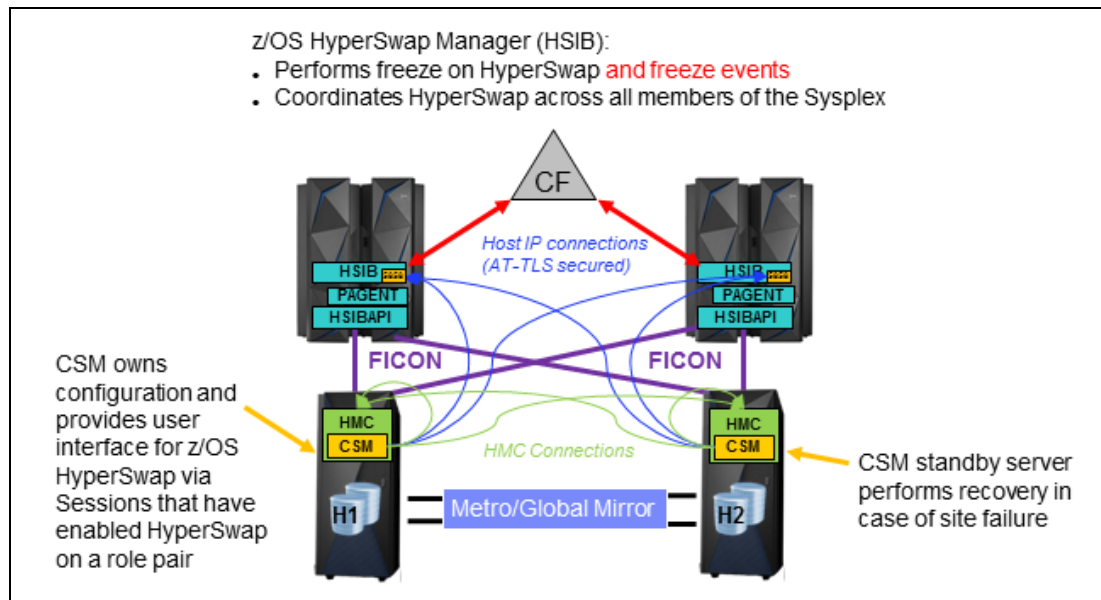 z/OS HyperSwap Manager (HSIB):
• Performs freeze on HyperSwap and freeze events
• Coordinates HyperSwap across all members of the Sysplex
CF
Host IP connections
(AT-TLS secured)
HSIB
PAGENT
HSIBAPI
HSIB
PAGENT
HSIBAPI
FICON
FICON
CSM owns
configuration and
provides user
interface for z/OS
HyperSwap via
Sessions that have
enabled HyperSwap
on a role pair
HMC
CSM
HMC Connections
HMC
CSM
CSM standby server
performs recovery in
case of site failure
H1
Metro/Global Mirror
H2